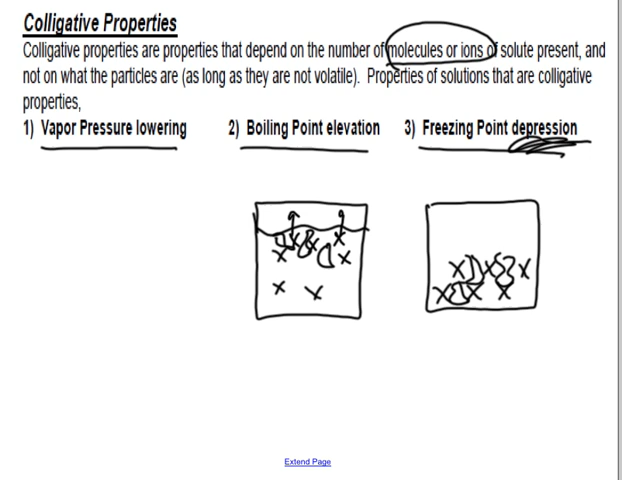 Colligative Properties
Colligative properties are properties that depend on the number of molecules or ions of solute present, and
not on what the particles are (as long as they are not volatile). Properties of solutions that are colligative
properties,
1) Vapor Pressure lowering 2) Boiling Point elevation 3) Freezing Point depression
Extend Page